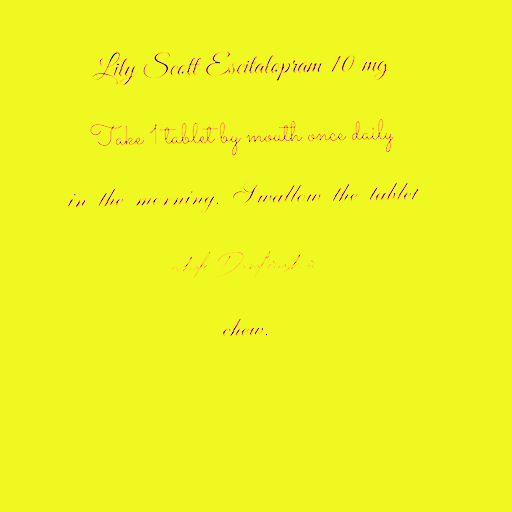 Lily Scott Escitalopram 10 mg
Take 1 tablet by mouth once daily
in the morning. Swallow the tablet
chew.